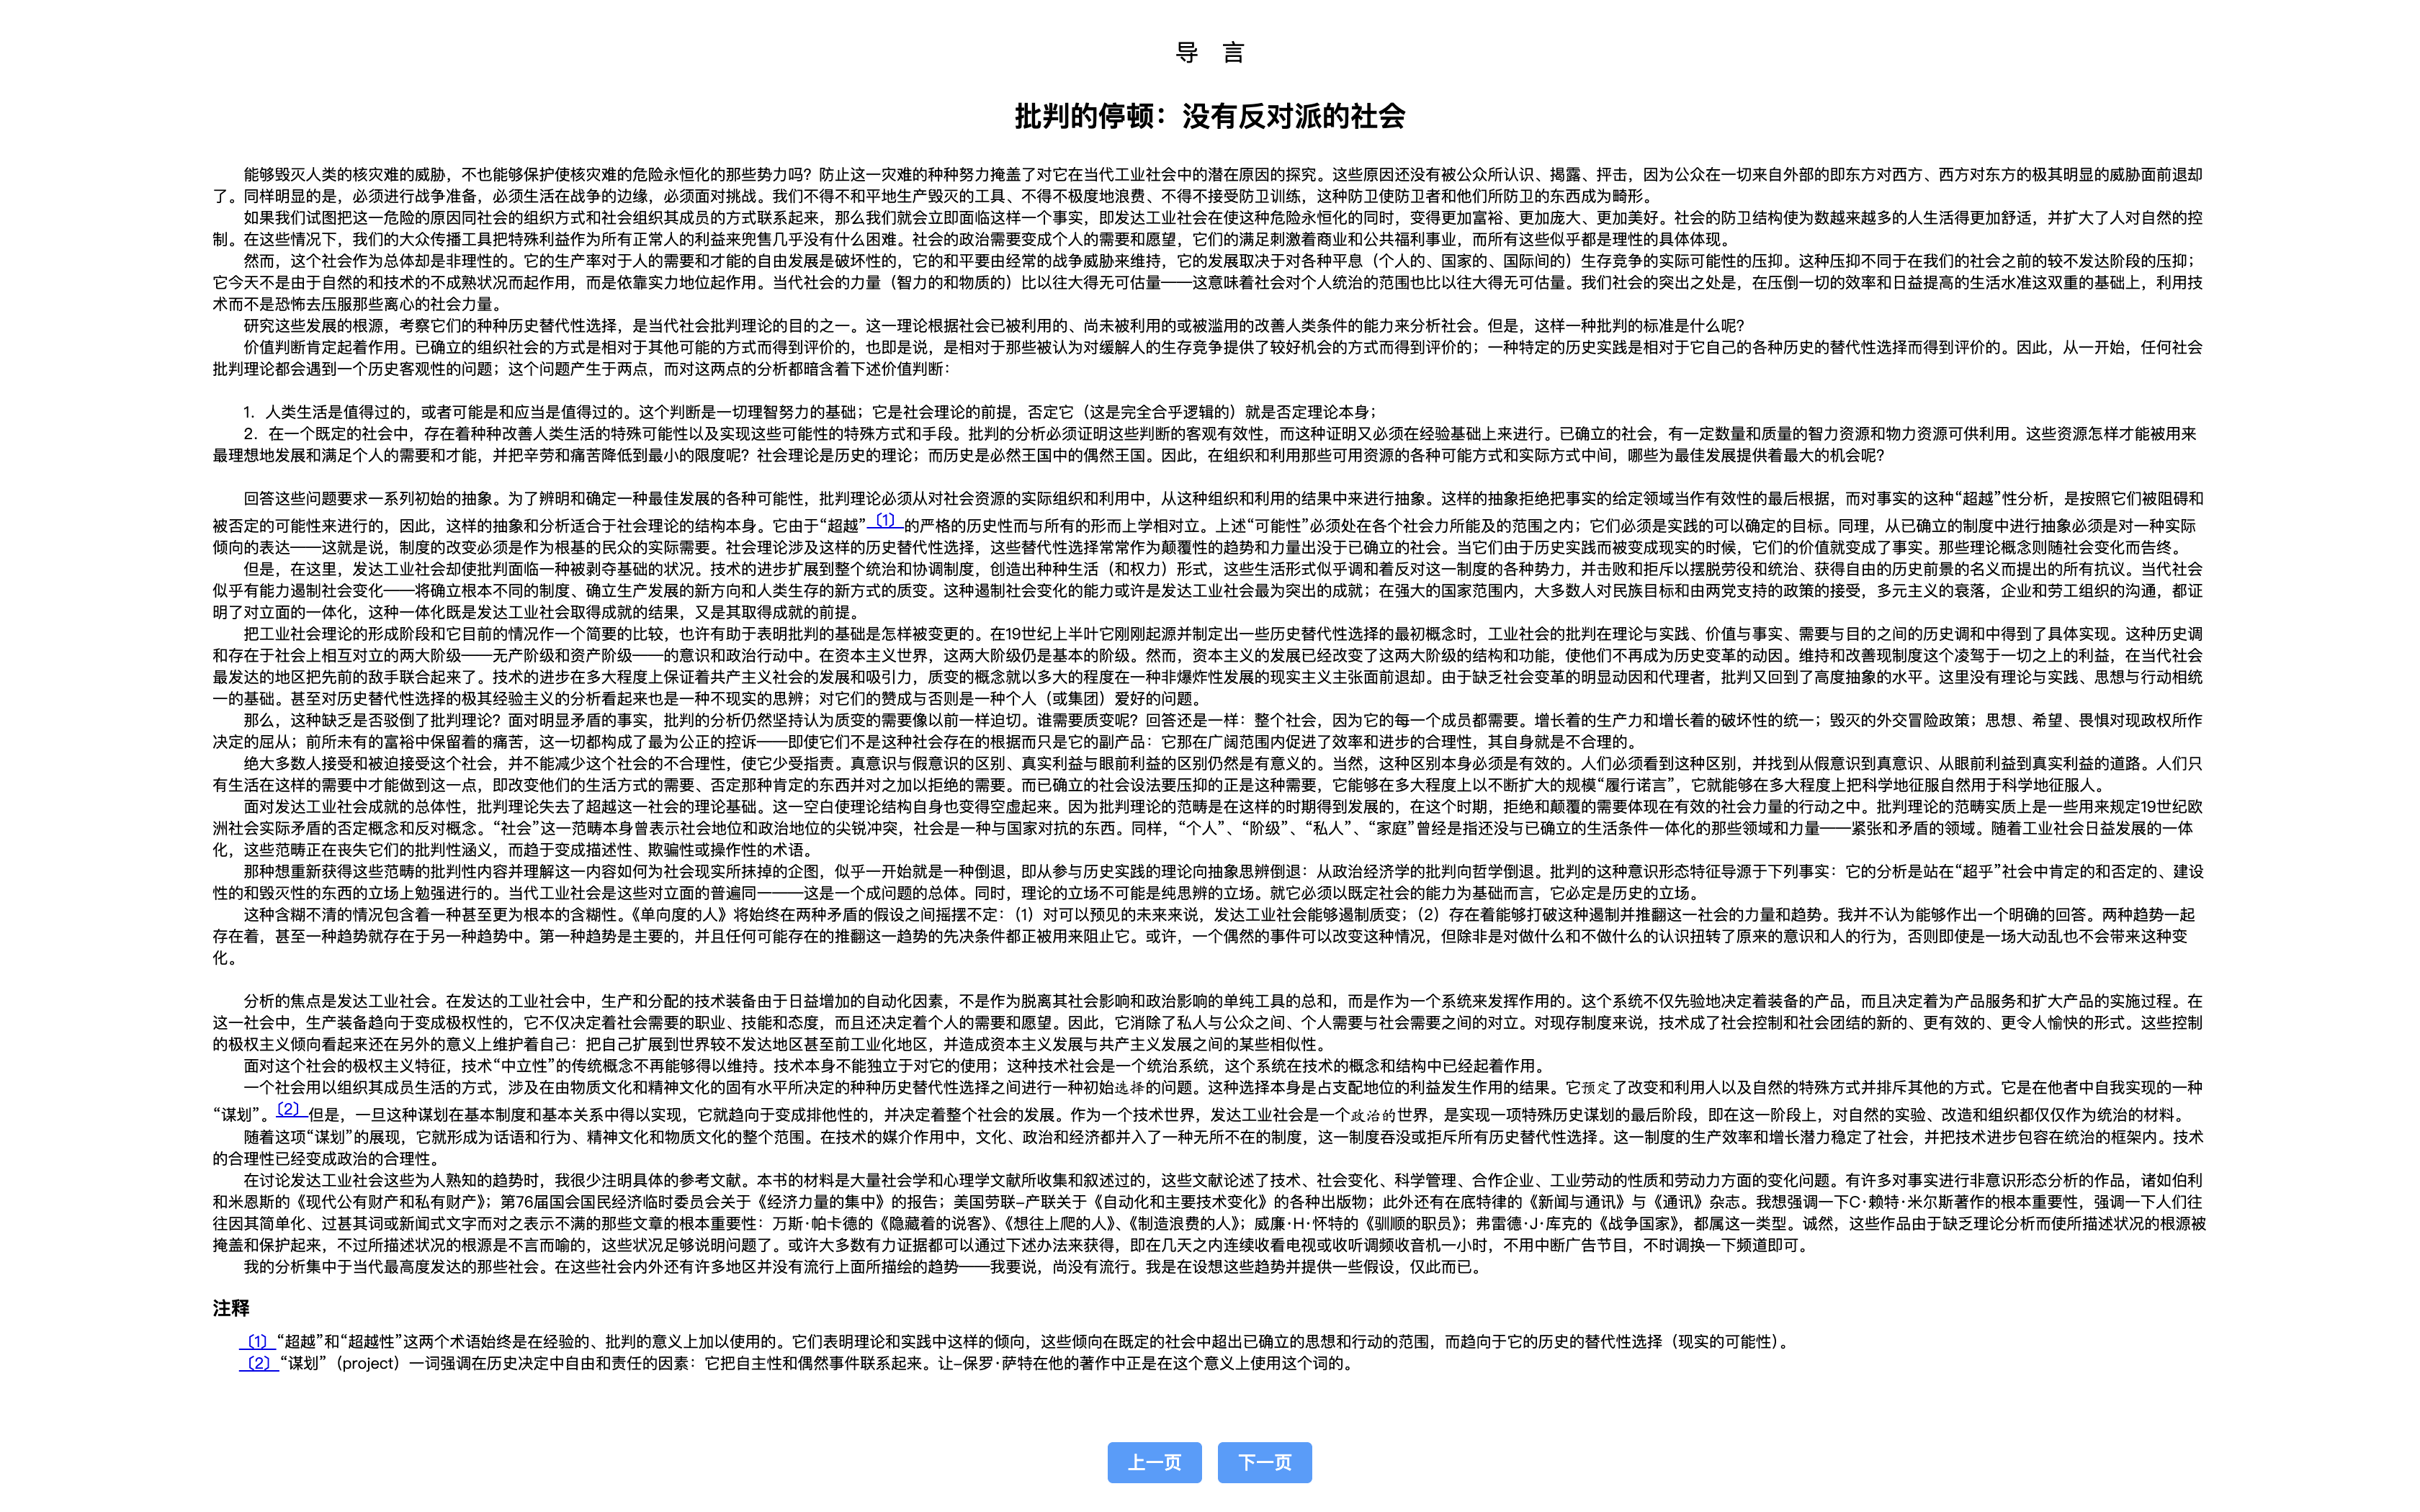 导 言
批判的停顿：没有反对派的社会
能够毁灭人类的核灾难的威胁，不也能够保护使核灾难的危险永恒化的那些势力吗？防止这一灾难的种种努力掩盖了对它在当代工业社会中的潜在原因的探究。这些原因还没有被公众所认识、揭露、抨击，因为公众在一切来自外部的即东方对西方、西方对东方的极其明显的威胁面前退却
了。同样明显的是，必须进行战争准备，必须生活在战争的边缘，必须面对挑战。我们不得不和平地生产毁灭的工具、不得不极度地浪费、不得不接受防卫训练，这种防卫使防卫者和他们所防卫的东西成为畸形。
如果我们试图把这一危险的原因同社会的组织方式和社会组织其成员的方式联系起来，那么我们就会立即面临这样一个事实，即发达工业社会在使这种危险永恒化的同时，变得更加富裕、更加庞大、更加美好。社会的防卫结构使为数越来越多的人生活得更加舒适，并扩大了人对自然的控
制。在这些情况下，我们的大众传播工具把特殊利益作为所有正常人的利益来兜售几乎没有什么困难。社会的政治需要变成个人的需要和愿望，它们的满足刺激着商业和公共福利事业，而所有这些似乎都是理性的具体体现。
然而，这个社会作为总体却是非理性的。它的生产率对于人的需要和才能的自由发展是破坏性的，它的和平要由经常的战争威胁来维持，它的发展取决于对各种平息（个人的、国家的、国际间的）生存竞争的实际可能性的压抑。这种压抑不同于在我们的社会之前的较不发达阶段的压抑；
它今天不是由于自然的和技术的不成熟状况而起作用，而是依靠实力地位起作用。当代社会的力量（智力的和物质的）比以往大得无可估量——这意味着社会对个人统治的范围也比以往大得无可估量。我们社会的突出之处是，在压倒一切的效率和日益提高的生活水准这双重的基础上，利用技
术而不是恐怖去压服那些离心的社会力量。
研究这些发展的根源，考察它们的种种历史替代性选择，是当代社会批判理论的目的之一。这一理论根据社会已被利用的、尚未被利用的或被滥用的改善人类条件的能力来分析社会。但是，这样一种批判的标准是什么呢？
价值判断肯定起着作用。已确立的组织社会的方式是相对于其他可能的方式而得到评价的，也即是说，是相对于那些被认为对缓解人的生存竞争提供了较好机会的方式而得到评价的；一种特定的历史实践是相对于它自己的各种历史的替代性选择而得到评价的。因此，从一开始，任何社会
批判理论都会遇到一个历史客观性的问题；这个问题产生于两点，而对这两点的分析都暗含着下述价值判断：
1．人类生活是值得过的，或者可能是和应当是值得过的。这个判断是一切理智努力的基础；它是社会理论的前提，否定它（这是完全合乎逻辑的）就是否定理论本身；
2．在一个既定的社会中，存在着种种改善人类生活的特殊可能性以及实现这些可能性的特殊方式和手段。批判的分析必须证明这些判断的客观有效性，而这种证明又必须在经验基础上来进行。已确立的社会，有一定数量和质量的智力资源和物力资源可供利用。这些资源怎样才能被用来
最理想地发展和满足个人的需要和才能，并把辛劳和痛苦降低到最小的限度呢？社会理论是历史的理论；而历史是必然王国中的偶然王国。因此，在组织和利用那些可用资源的各种可能方式和实际方式中间，哪些为最佳发展提供着最大的机会呢？
回答这些问题要求一系列初始的抽象。为了辨明和确定一种最佳发展的各种可能性，批判理论必须从对社会资源的实际组织和利用中，从这种组织和利用的结果中来进行抽象。这样的抽象拒绝把事实的给定领域当作有效性的最后根据，而对事实的这种“超越”性分析，是按照它们被阻碍和
被否定的可能性来进行的，因此，这样的抽象和分析适合于社会理论的结构本身。它由于“超越”〔1〕的严格的历史性而与所有的形而上学相对立。上述“可能性”必须处在各个社会力所能及的范围之内；它们必须是实践的可以确定的目标。同理，从已确立的制度中进行抽象必须是对一种实际
倾向的表达——这就是说，制度的改变必须是作为根基的民众的实际需要。社会理论涉及这样的历史替代性选择，这些替代性选择常常作为颠覆性的趋势和力量出没于已确立的社会。当它们由于历史实践而被变成现实的时候，它们的价值就变成了事实。那些理论概念则随社会变化而告终。
但是，在这里，发达工业社会却使批判面临一种被剥夺基础的状况。技术的进步扩展到整个统治和协调制度，创造出种种生活（和权力）形式，这些生活形式似乎调和着反对这一制度的各种势力，并击败和拒斥以摆脱劳役和统治、获得自由的历史前景的名义而提出的所有抗议。当代社会
似乎有能力遏制社会变化——将确立根本不同的制度、确立生产发展的新方向和人类生存的新方式的质变。这种遏制社会变化的能力或许是发达工业社会最为突出的成就；在强大的国家范围内，大多数人对民族目标和由两党支持的政策的接受，多元主义的衰落，企业和劳工组织的沟通，都证
明了对立面的一体化，这种一体化既是发达工业社会取得成就的结果，又是其取得成就的前提。
把工业社会理论的形成阶段和它目前的情况作一个简要的比较，也许有助于表明批判的基础是怎样被变更的。在19世纪上半叶它刚刚起源并制定出一些历史替代性选择的最初概念时，工业社会的批判在理论与实践、价值与事实、需要与目的之间的历史调和中得到了具体实现。这种历史调
和存在于社会上相互对立的两大阶级——无产阶级和资产阶级——的意识和政治行动中。在资本主义世界，这两大阶级仍是基本的阶级。然而，资本主义的发展已经改变了这两大阶级的结构和功能，使他们不再成为历史变革的动因。维持和改善现制度这个凌驾于一切之上的利益，在当代社会
最发达的地区把先前的敌手联合起来了。技术的进步在多大程度上保证着共产主义社会的发展和吸引力，质变的概念就以多大的程度在一种非爆炸性发展的现实主义主张面前退却。由于缺乏社会变革的明显动因和代理者，批判又回到了高度抽象的水平。这里没有理论与实践、思想与行动相统
一的基础。甚至对历史替代性选择的极其经验主义的分析看起来也是一种不现实的思辨；对它们的赞成与否则是一种个人（或集团）爱好的问题。
那么，这种缺乏是否驳倒了批判理论？面对明显矛盾的事实，批判的分析仍然坚持认为质变的需要像以前一样迫切。谁需要质变呢？回答还是一样：整个社会，因为它的每一个成员都需要。增长着的生产力和增长着的破坏性的统一；毁灭的外交冒险政策；思想、希望、畏惧对现政权所作
决定的屈从；前所未有的富裕中保留着的痛苦，这一切都构成了最为公正的控诉——即使它们不是这种社会存在的根据而只是它的副产品：它那在广阔范围内促进了效率和进步的合理性，其自身就是不合理的。
绝大多数人接受和被迫接受这个社会，并不能减少这个社会的不合理性，使它少受指责。真意识与假意识的区别、真实利益与眼前利益的区别仍然是有意义的。当然，这种区别本身必须是有效的。人们必须看到这种区别，并找到从假意识到真意识、从眼前利益到真实利益的道路。人们只
有生活在这样的需要中才能做到这一点，即改变他们的生活方式的需要、否定那种肯定的东西并对之加以拒绝的需要。而已确立的社会设法要压抑的正是这种需要，它能够在多大程度上以不断扩大的规模“履行诺言”，它就能够在多大程度上把科学地征服自然用于科学地征服人。
面对发达工业社会成就的总体性，批判理论失去了超越这一社会的理论基础。这一空白使理论结构自身也变得空虚起来。因为批判理论的范畴是在这样的时期得到发展的，在这个时期，拒绝和颠覆的需要体现在有效的社会力量的行动之中。批判理论的范畴实质上是一些用来规定19世纪欧
洲社会实际矛盾的否定概念和反对概念。“社会”这一范畴本身曾表示社会地位和政治地位的尖锐冲突，社会是一种与国家对抗的东西。同样，“个人”、“阶级”、“私人”、“家庭”曾经是指还没与已确立的生活条件一体化的那些领域和力量——紧张和矛盾的领域。随着工业社会日益发展的一体
化，这些范畴正在丧失它们的批判性涵义，而趋于变成描述性、欺骗性或操作性的术语。
那种想重新获得这些范畴的批判性内容并理解这一内容如何为社会现实所抹掉的企图，似乎一开始就是一种倒退，即从参与历史实践的理论向抽象思辨倒退：从政治经济学的批判向哲学倒退。批判的这种意识形态特征导源于下列事实：它的分析是站在“超乎”社会中肯定的和否定的、建设
性的和毁灭性的东西的立场上勉强进行的。当代工业社会是这些对立面的普遍同一——这是一个成问题的总体。同时，理论的立场不可能是纯思辨的立场。就它必须以既定社会的能力为基础而言，它必定是历史的立场。
这种含糊不清的情况包含着一种甚至更为根本的含糊性。《单向度的人》将始终在两种矛盾的假设之间摇摆不定：（1）对可以预见的未来来说，发达工业社会能够遏制质变；（2）存在着能够打破这种遏制并推翻这一社会的力量和趋势。我并不认为能够作出一个明确的回答。两种趋势一起
存在着，甚至一种趋势就存在于另一种趋势中。第一种趋势是主要的，并且任何可能存在的推翻这一趋势的先决条件都正被用来阻止它。或许，一个偶然的事件可以改变这种情况，但除非是对做什么和不做什么的认识扭转了原来的意识和人的行为，否则即使是一场大动乱也不会带来这种变
化。
分析的焦点是发达工业社会。在发达的工业社会中，生产和分配的技术装备由于日益增加的自动化因素，不是作为脱离其社会影响和政治影响的单纯工具的总和，而是作为一个系统来发挥作用的。这个系统不仅先验地决定着装备的产品，而且决定着为产品服务和扩大产品的实施过程。在
这一社会中，生产装备趋向于变成极权性的，它不仅决定着社会需要的职业、技能和态度，而且还决定着个人的需要和愿望。因此，它消除了私人与公众之间、个人需要与社会需要之间的对立。对现存制度来说，技术成了社会控制和社会团结的新的、更有效的、更令人愉快的形式。这些控制
的极权主义倾向看起来还在另外的意义上维护着自己：把自己扩展到世界较不发达地区甚至前工业化地区，并造成资本主义发展与共产主义发展之间的某些相似性。
面对这个社会的极权主义特征，技术“中立性”的传统概念不再能够得以维持。技术本身不能独立于对它的使用；这种技术社会是一个统治系统，这个系统在技术的概念和结构中已经起着作用。
一个社会用以组织其成员生活的方式，涉及在由物质文化和精神文化的固有水平所决定的种种历史替代性选择之间进行一种初始选择的问题。这种选择本身是占支配地位的利益发生作用的结果。它预定了改变和利用人以及自然的特殊方式并排斥其他的方式。它是在他者中自我实现的一种
“谋划”。〔2〕但是，一旦这种谋划在基本制度和基本关系中得以实现，它就趋向于变成排他性的，并决定着整个社会的发展。作为一个技术世界，发达工业社会是一个政治的世界，是实现一项特殊历史谋划的最后阶段，即在这一阶段上，对自然的实验、改造和组织都仅仅作为统治的材料。
随着这项“谋划”的展现，它就形成为话语和行为、精神文化和物质文化的整个范围。在技术的媒介作用中，文化、政治和经济都并入了一种无所不在的制度，这一制度吞没或拒斥所有历史替代性选择。这一制度的生产效率和增长潜力稳定了社会，并把技术进步包容在统治的框架内。技术
的合理性已经变成政治的合理性。
在讨论发达工业社会这些为人熟知的趋势时，我很少注明具体的参考文献。本书的材料是大量社会学和心理学文献所收集和叙述过的，这些文献论述了技术、社会变化、科学管理、合作企业、工业劳动的性质和劳动力方面的变化问题。有许多对事实进行非意识形态分析的作品，诸如伯利
和米恩斯的《现代公有财产和私有财产》；第76届国会国民经济临时委员会关于《经济力量的集中》的报告；美国劳联–产联关于《自动化和主要技术变化》的各种出版物；此外还有在底特律的《新闻与通讯》与《通讯》杂志。我想强调一下C·赖特·米尔斯著作的根本重要性，强调一下人们往
往因其简单化、过甚其词或新闻式文字而对之表示不满的那些文章的根本重要性：万斯·帕卡德的《隐藏着的说客》、《想往上爬的人》、《制造浪费的人》；威廉·H·怀特的《驯顺的职员》；弗雷德·J·库克的《战争国家》，都属这一类型。诚然，这些作品由于缺乏理论分析而使所描述状况的根源被
掩盖和保护起来，不过所描述状况的根源是不言而喻的，这些状况足够说明问题了。或许大多数有力证据都可以通过下述办法来获得，即在几天之内连续收看电视或收听调频收音机一小时，不用中断广告节目，不时调换一下频道即可。
我的分析集中于当代最高度发达的那些社会。在这些社会内外还有许多地区并没有流行上面所描绘的趋势——我要说，尚没有流行。我是在设想这些趋势并提供一些假设，仅此而已。
注释
〔1〕“超越”和“超越性”这两个术语始终是在经验的、批判的意义上加以使用的。它们表明理论和实践中这样的倾向，这些倾向在既定的社会中超出已确立的思想和行动的范围，而趋向于它的历史的替代性选择（现实的可能性）。
〔2〕“谋划”（project）一词强调在历史决定中自由和责任的因素：它把自主性和偶然事件联系起来。让–保罗·萨特在他的著作中正是在这个意义上使用这个词的。
上一页 下一页